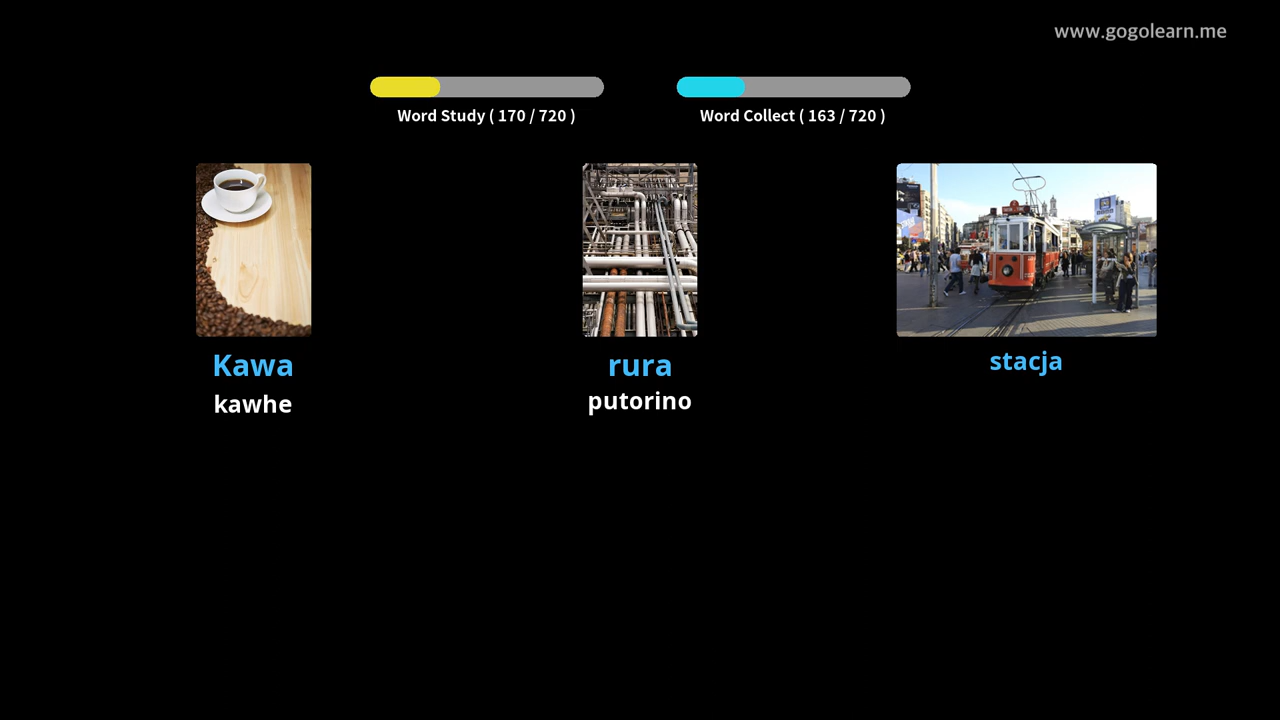 www.gogolearn.me
Word Study ( 170 / 720 )
Word Collect ( 163 / 720 )
Kawa
kawhe
rura
putorino
stacja